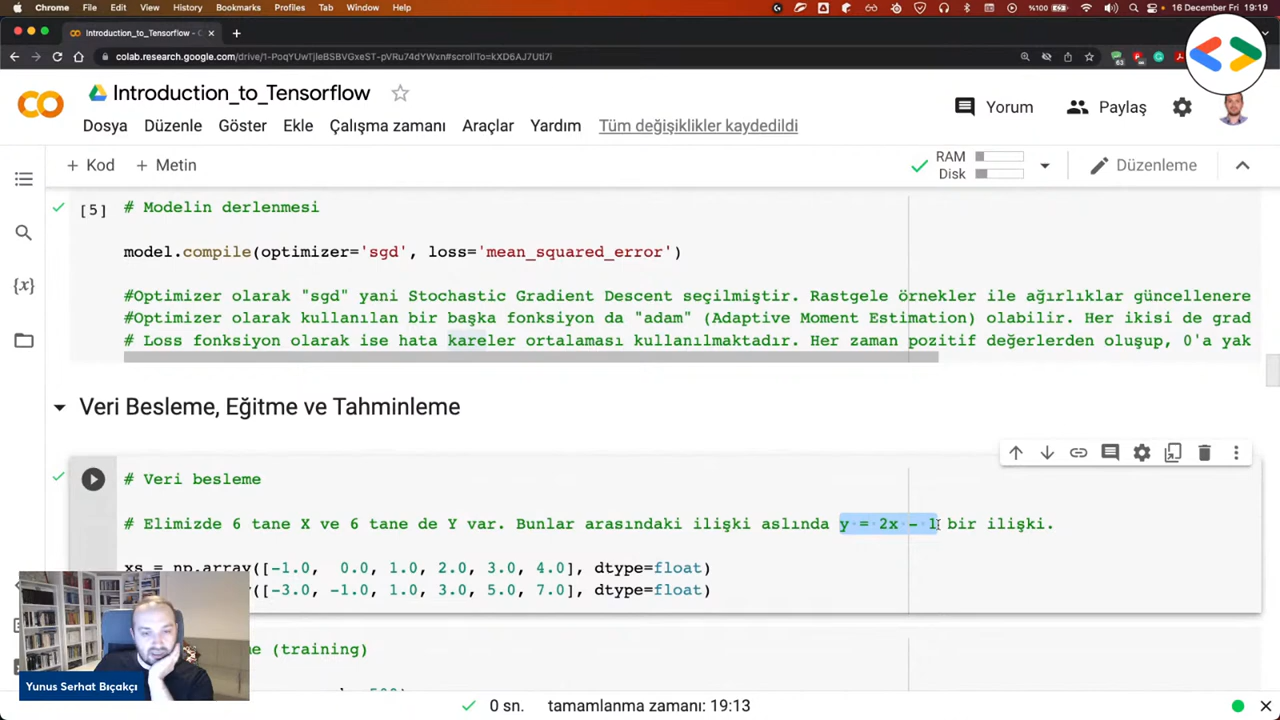 Chrome File Edit View History Bookmarks Profiles Tab Window Help
%100 16 December Fri 19:19
Introduction_to_Tensorflow -
colab.research.google.com/drive/1-PoqYUwTjleBSBVGxeST-pVRu74dYWxn#scrollTo=kXD6AJ7Uti7i
Introduction_to_Tensorflow
Yorum Paylaş
Dosya Düzenle Göster Ekle Çalışma zamanı Araçlar Yardım Tüm değişiklikler kaydedildi
+ Kod + Metin
RAM
Disk
Düzenleme
[5] # Modelin derlenmesi
model.compile(optimizer='sgd', loss='mean_squared_error')
#Optimizer olarak "sgd" yani Stochastic Gradient Descent seçilmiştir. Rastgele örnekler ile ağırlıklar güncellenere
#Optimizer olarak kullanılan bir başka fonksiyon da "adam" (Adaptive Moment Estimation) olabilir. Her ikisi de grad
# Loss fonksiyon olarak ise hata kareler ortalaması kullanılmaktadır. Her zaman pozitif değerlerden oluşup, 0'a yak
{x}
Veri Besleme, Eğitme ve Tahminleme
# Veri besleme
# Elimizde 6 tane X ve 6 tane de Y var. Bunlar arasındaki ilişki aslında y = 2x - 1 bir ilişki.
xs = np.array([-1.0, 0.0, 1.0, 2.0, 3.0, 4.0], dtype=float)
([-3.0, -1.0, 1.0, 3.0, 5.0, 7.0], dtype=float)
(training)
Yunus Serhat Bıçakçı
0 sn. tamamlanma zamanı: 19:13